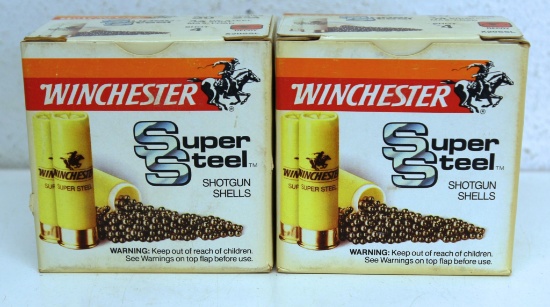 WINCHESTER
Super
Steel™
SHOTGUN
SHELLS
WINCHESTER
SUPER STEEL
WARNING: Keep out of reach of children.
See Warnings on top flap before use.
WINCHESTER
Super
Steel™
SHOTGUN
SHELLS
WINCHESTER
SUPER STEEL
WARNING: Keep out of reach of children.
See Warnings on top flap before use.